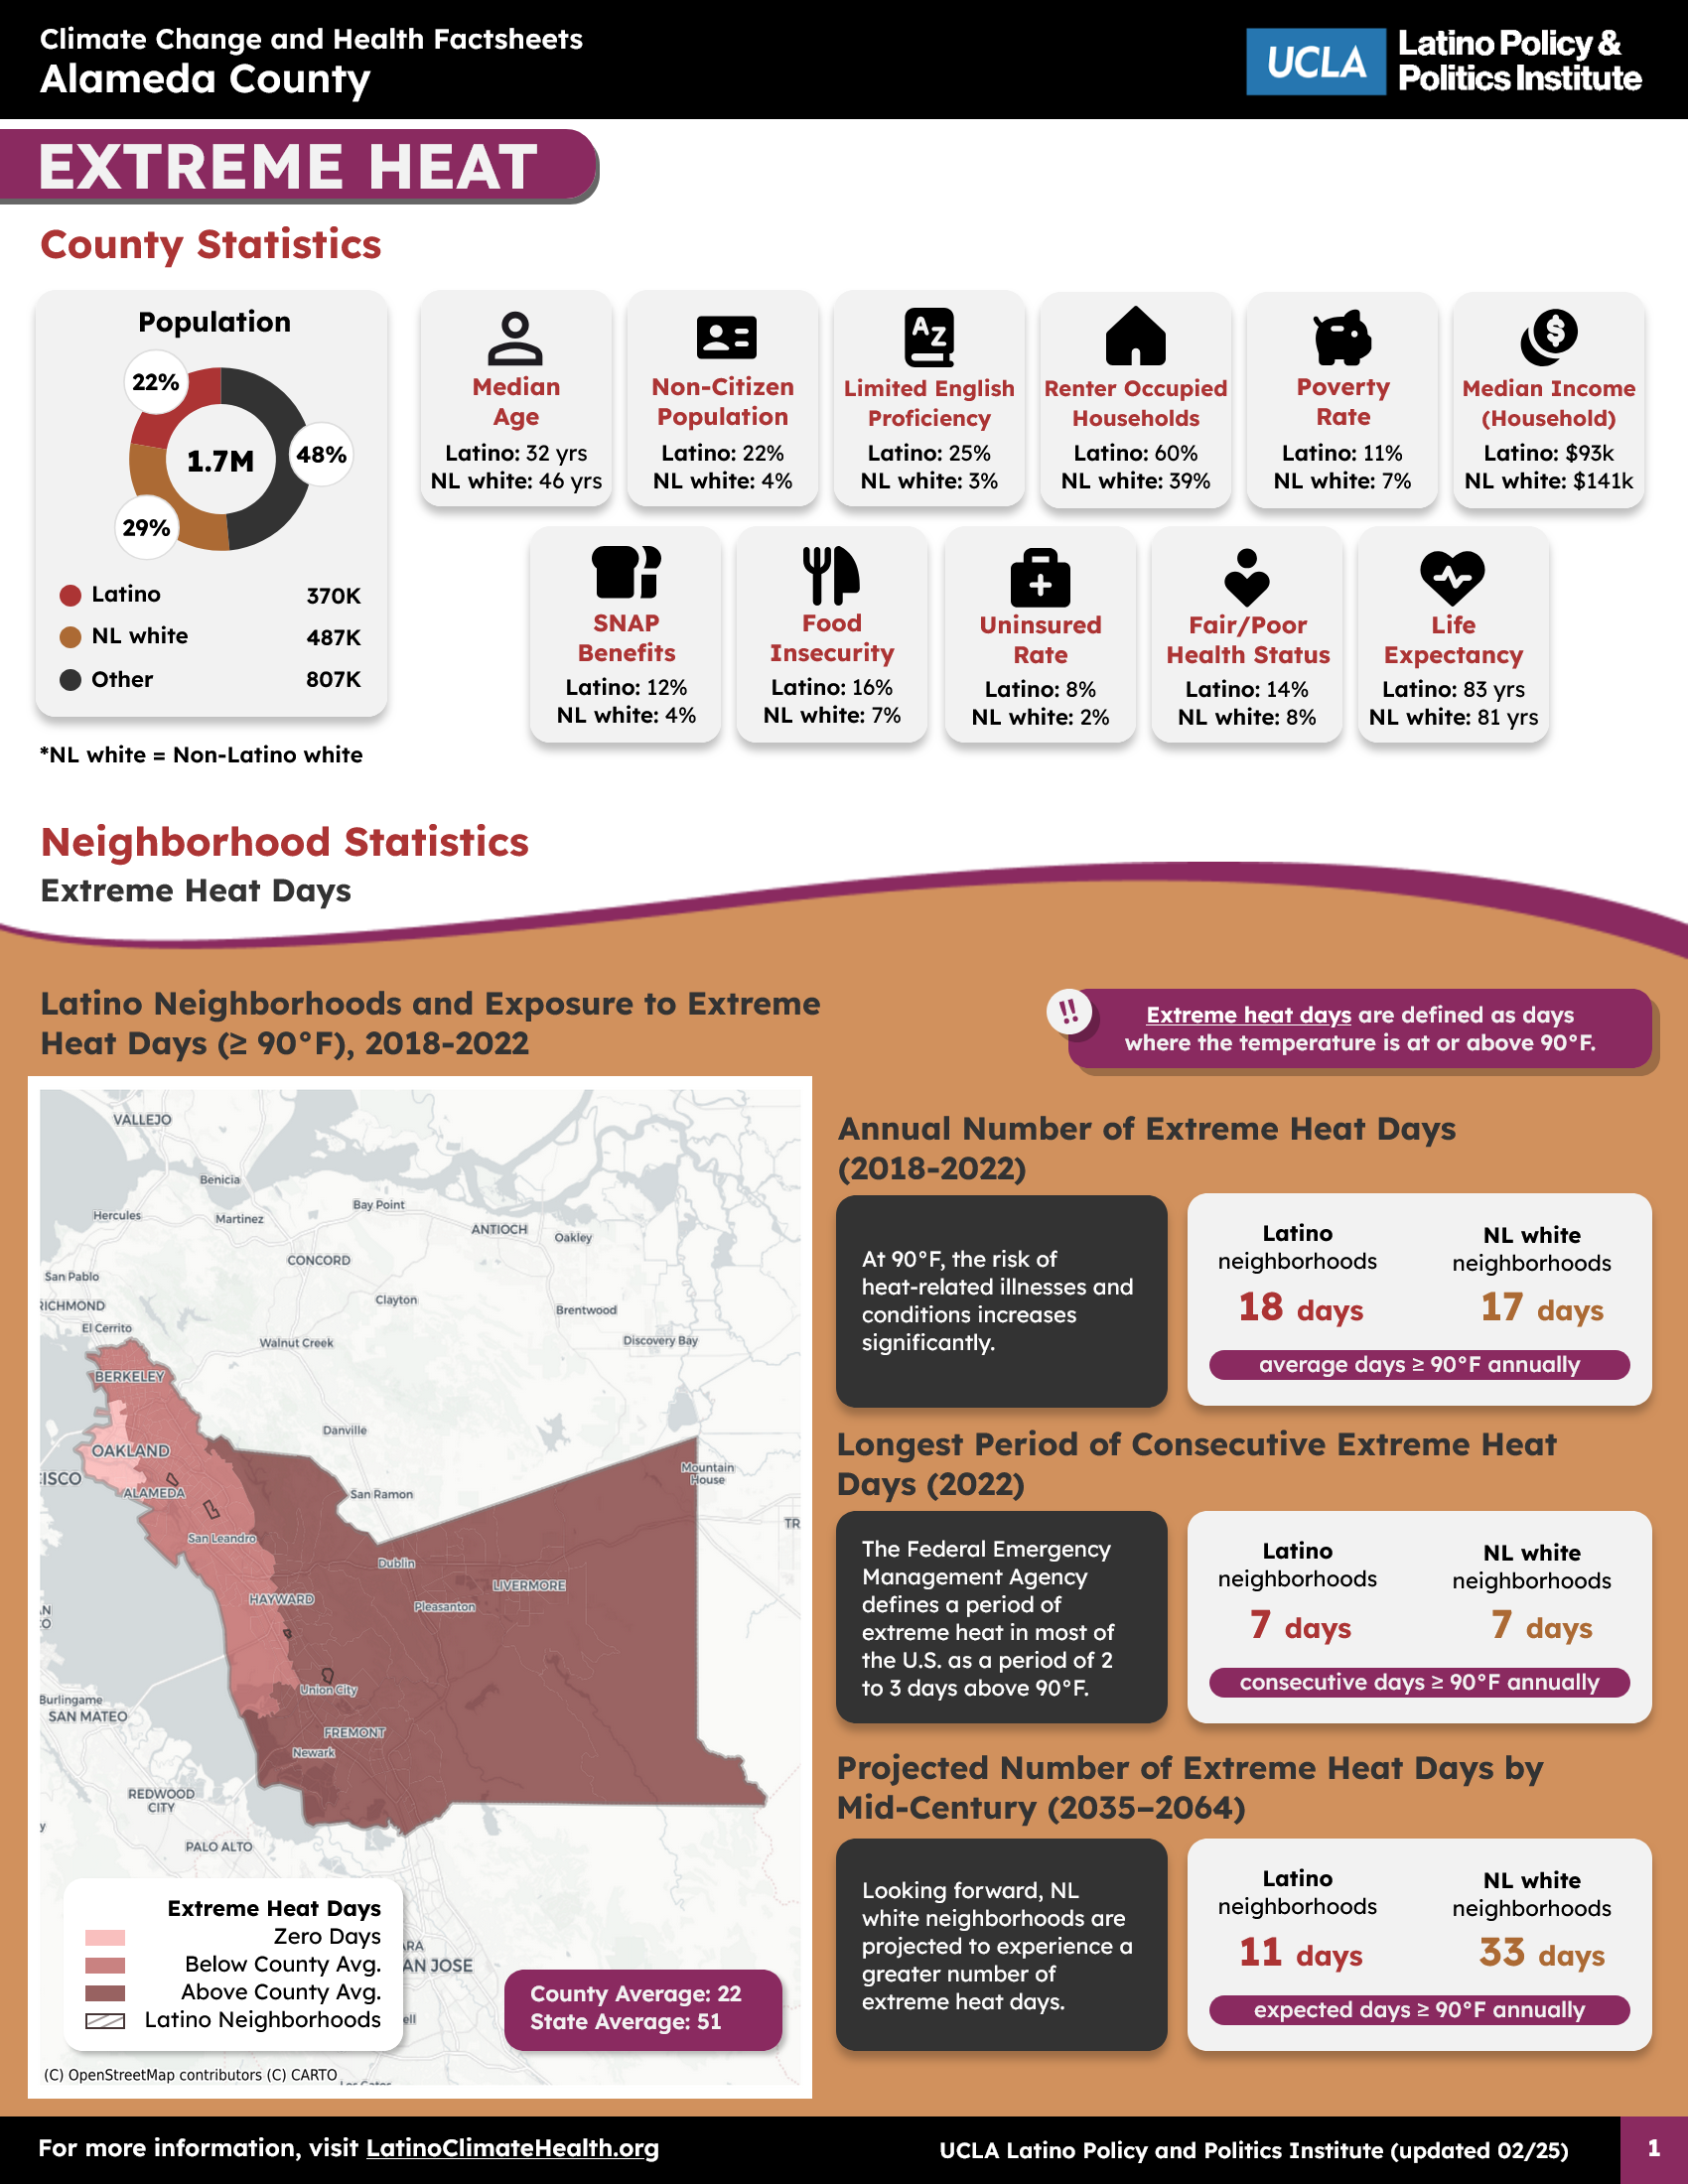 Climate Change and Health Factsheets
Alameda County
UCLA
Latino Policy &
Politics Institute
EXTREME HEAT
County Statistics
Population
22%
48%
1.7M
29%
Latino 370K
NL white 487K
Other 807K
*NL white = Non-Latino white
Median
Age
Latino: 32 yrs
NL white: 46 yrs
Non-Citizen
Population
Latino: 22%
NL white: 4%
Limited English
Proficiency
Latino: 25%
NL white: 3%
Renter Occupied
Households
Latino: 60%
NL white: 39%
Poverty
Rate
Latino: 11%
NL white: 7%
Median Income
(Household)
Latino: $93k
NL white: $141k
SNAP
Benefits
Latino: 12%
NL white: 4%
Food
Insecurity
Latino: 16%
NL white: 7%
Uninsured
Rate
Latino: 8%
NL white: 2%
Fair/Poor
Health Status
Latino: 14%
NL white: 8%
Life
Expectancy
Latino: 83 yrs
NL white: 81 yrs
Neighborhood Statistics
Extreme Heat Days
Latino Neighborhoods and Exposure to Extreme
Heat Days (≥ 90°F), 2018-2022
!!
Extreme heat days are defined as days
where the temperature is at or above 90°F.
VALLEJO
Benicia
Bay Point
Hercules
Martinez
ANTIOCH
Oakley
CONCORD
San Pablo
RICHMOND
Clayton
Brentwood
El Cerrito
Walnut Creek
Discovery Bay
BERKELEY
Danville
OAKLAND
CISCO
Mountain
House
ALAMEDA
San Ramon
TR
San Leandro
Dublin
LIVERMORE
HAYWARD
Pleasanton
Union City
Burlingame
SAN MATEO
FREMONT
Newark
REDWOOD
CITY
PALO ALTO
ARA
AN JOSE
ell
Extreme Heat Days
Zero Days
Below County Avg.
Above County Avg.
Latino Neighborhoods
County Average: 22
State Average: 51
(C) OpenStreetMap contributors (C) CARTO
Annual Number of Extreme Heat Days
(2018-2022)
At 90°F, the risk of
heat-related illnesses and
conditions increases
significantly.
Latino
neighborhoods
18 days
NL white
neighborhoods
17 days
average days ≥ 90°F annually
Longest Period of Consecutive Extreme Heat
Days (2022)
The Federal Emergency
Management Agency
defines a period of
extreme heat in most of
the U.S. as a period of 2
to 3 days above 90°F.
Latino
neighborhoods
7 days
NL white
neighborhoods
7 days
consecutive days ≥ 90°F annually
Projected Number of Extreme Heat Days by
Mid-Century (2035–2064)
Looking forward, NL
white neighborhoods are
projected to experience a
greater number of
extreme heat days.
Latino
neighborhoods
11 days
NL white
neighborhoods
33 days
expected days ≥ 90°F annually
For more information, visit LatinoClimateHealth.org
UCLA Latino Policy and Politics Institute (updated 02/25)
1